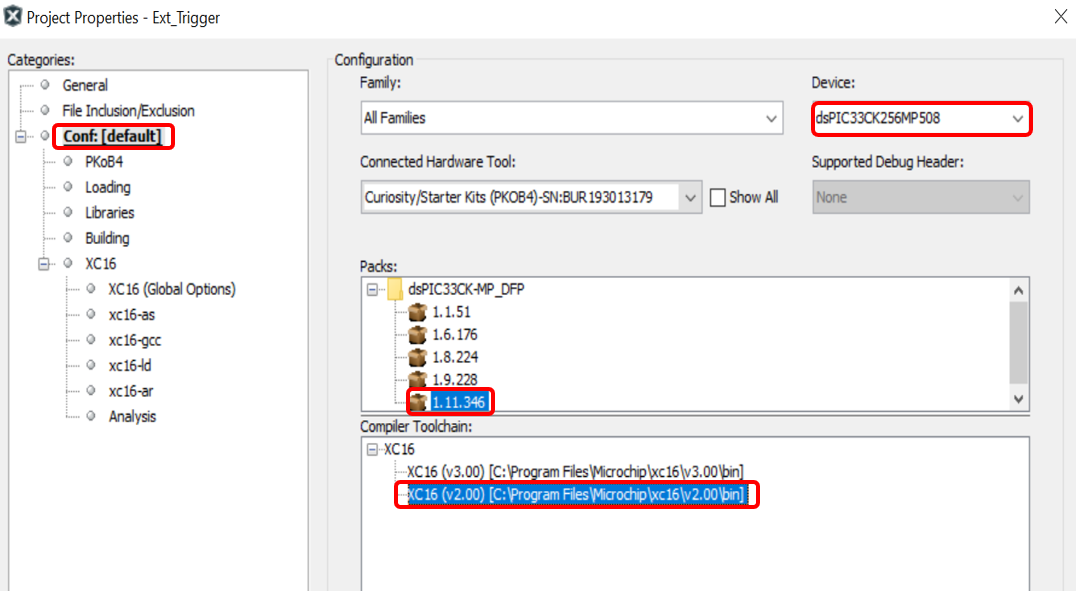 Project Properties - Ext_Trigger
Categories:
General
File Inclusion/Exclusion
Conf: [default]
PKoB4
Loading
Libraries
Building
XC16
XC16 (Global Options)
xc16-as
xc16-gcc
xc16-ld
xc16-ar
Analysis
Configuration
Family:
Device:
All Families
dsPIC33CK256MP508
Connected Hardware Tool:
Supported Debug Header:
Curiosity/Starter Kits (PKOB4)-SN:BUR193013179
Show All
None
Packs:
dsPIC33CK-MP_DFP
1.1.51
1.6.176
1.8.224
1.9.228
1.11.346
Compiler Toolchain:
XC16
XC16 (v3.00) [C:\Program Files\Microchip\xc16\v3.00\bin]
XC16 (v2.00) [C:\Program Files\Microchip\xc16\v2.00\bin]